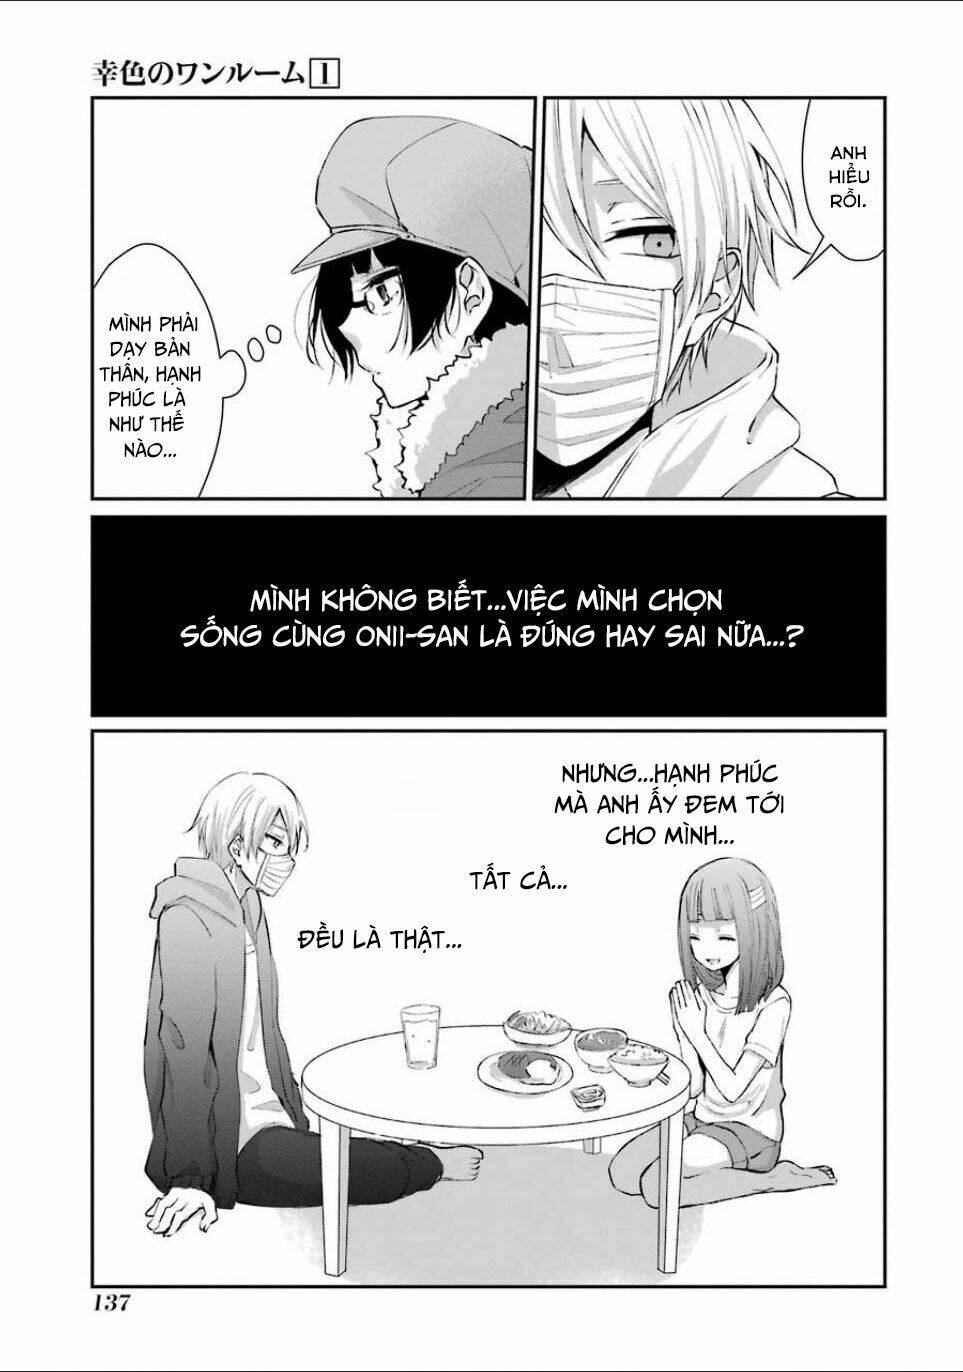 幸色のワンルーム 1
ANH
HIỂU
RỒI.
MÌNH PHẢI
DẠY BẢN
THÂN, HẠNH
PHÚC LÀ
NHƯ THẾ
NÀO...
MÌNH KHÔNG BIẾT...VIỆC MÌNH CHỌN
SỐNG CÙNG ONII-SAN LÀ ĐÚNG HAY SAI NỮA...?
NHƯNG...HẠNH PHÚC
MÀ ANH ẤY ĐEM TỚI
CHO MÌNH...
TẤT CẢ...
ĐỀU LÀ THẬT...
137